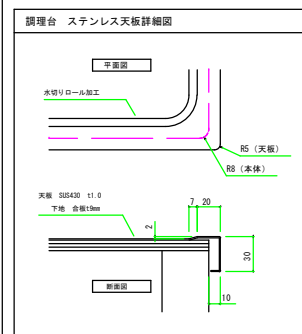 調理台 ステンレス天板詳細図
平面図
水切りロール加工
R5（天板）
R8（本体）
天板 SUS430 t1.0
下地 合板t9mm
7 20
2
30
断面図
10